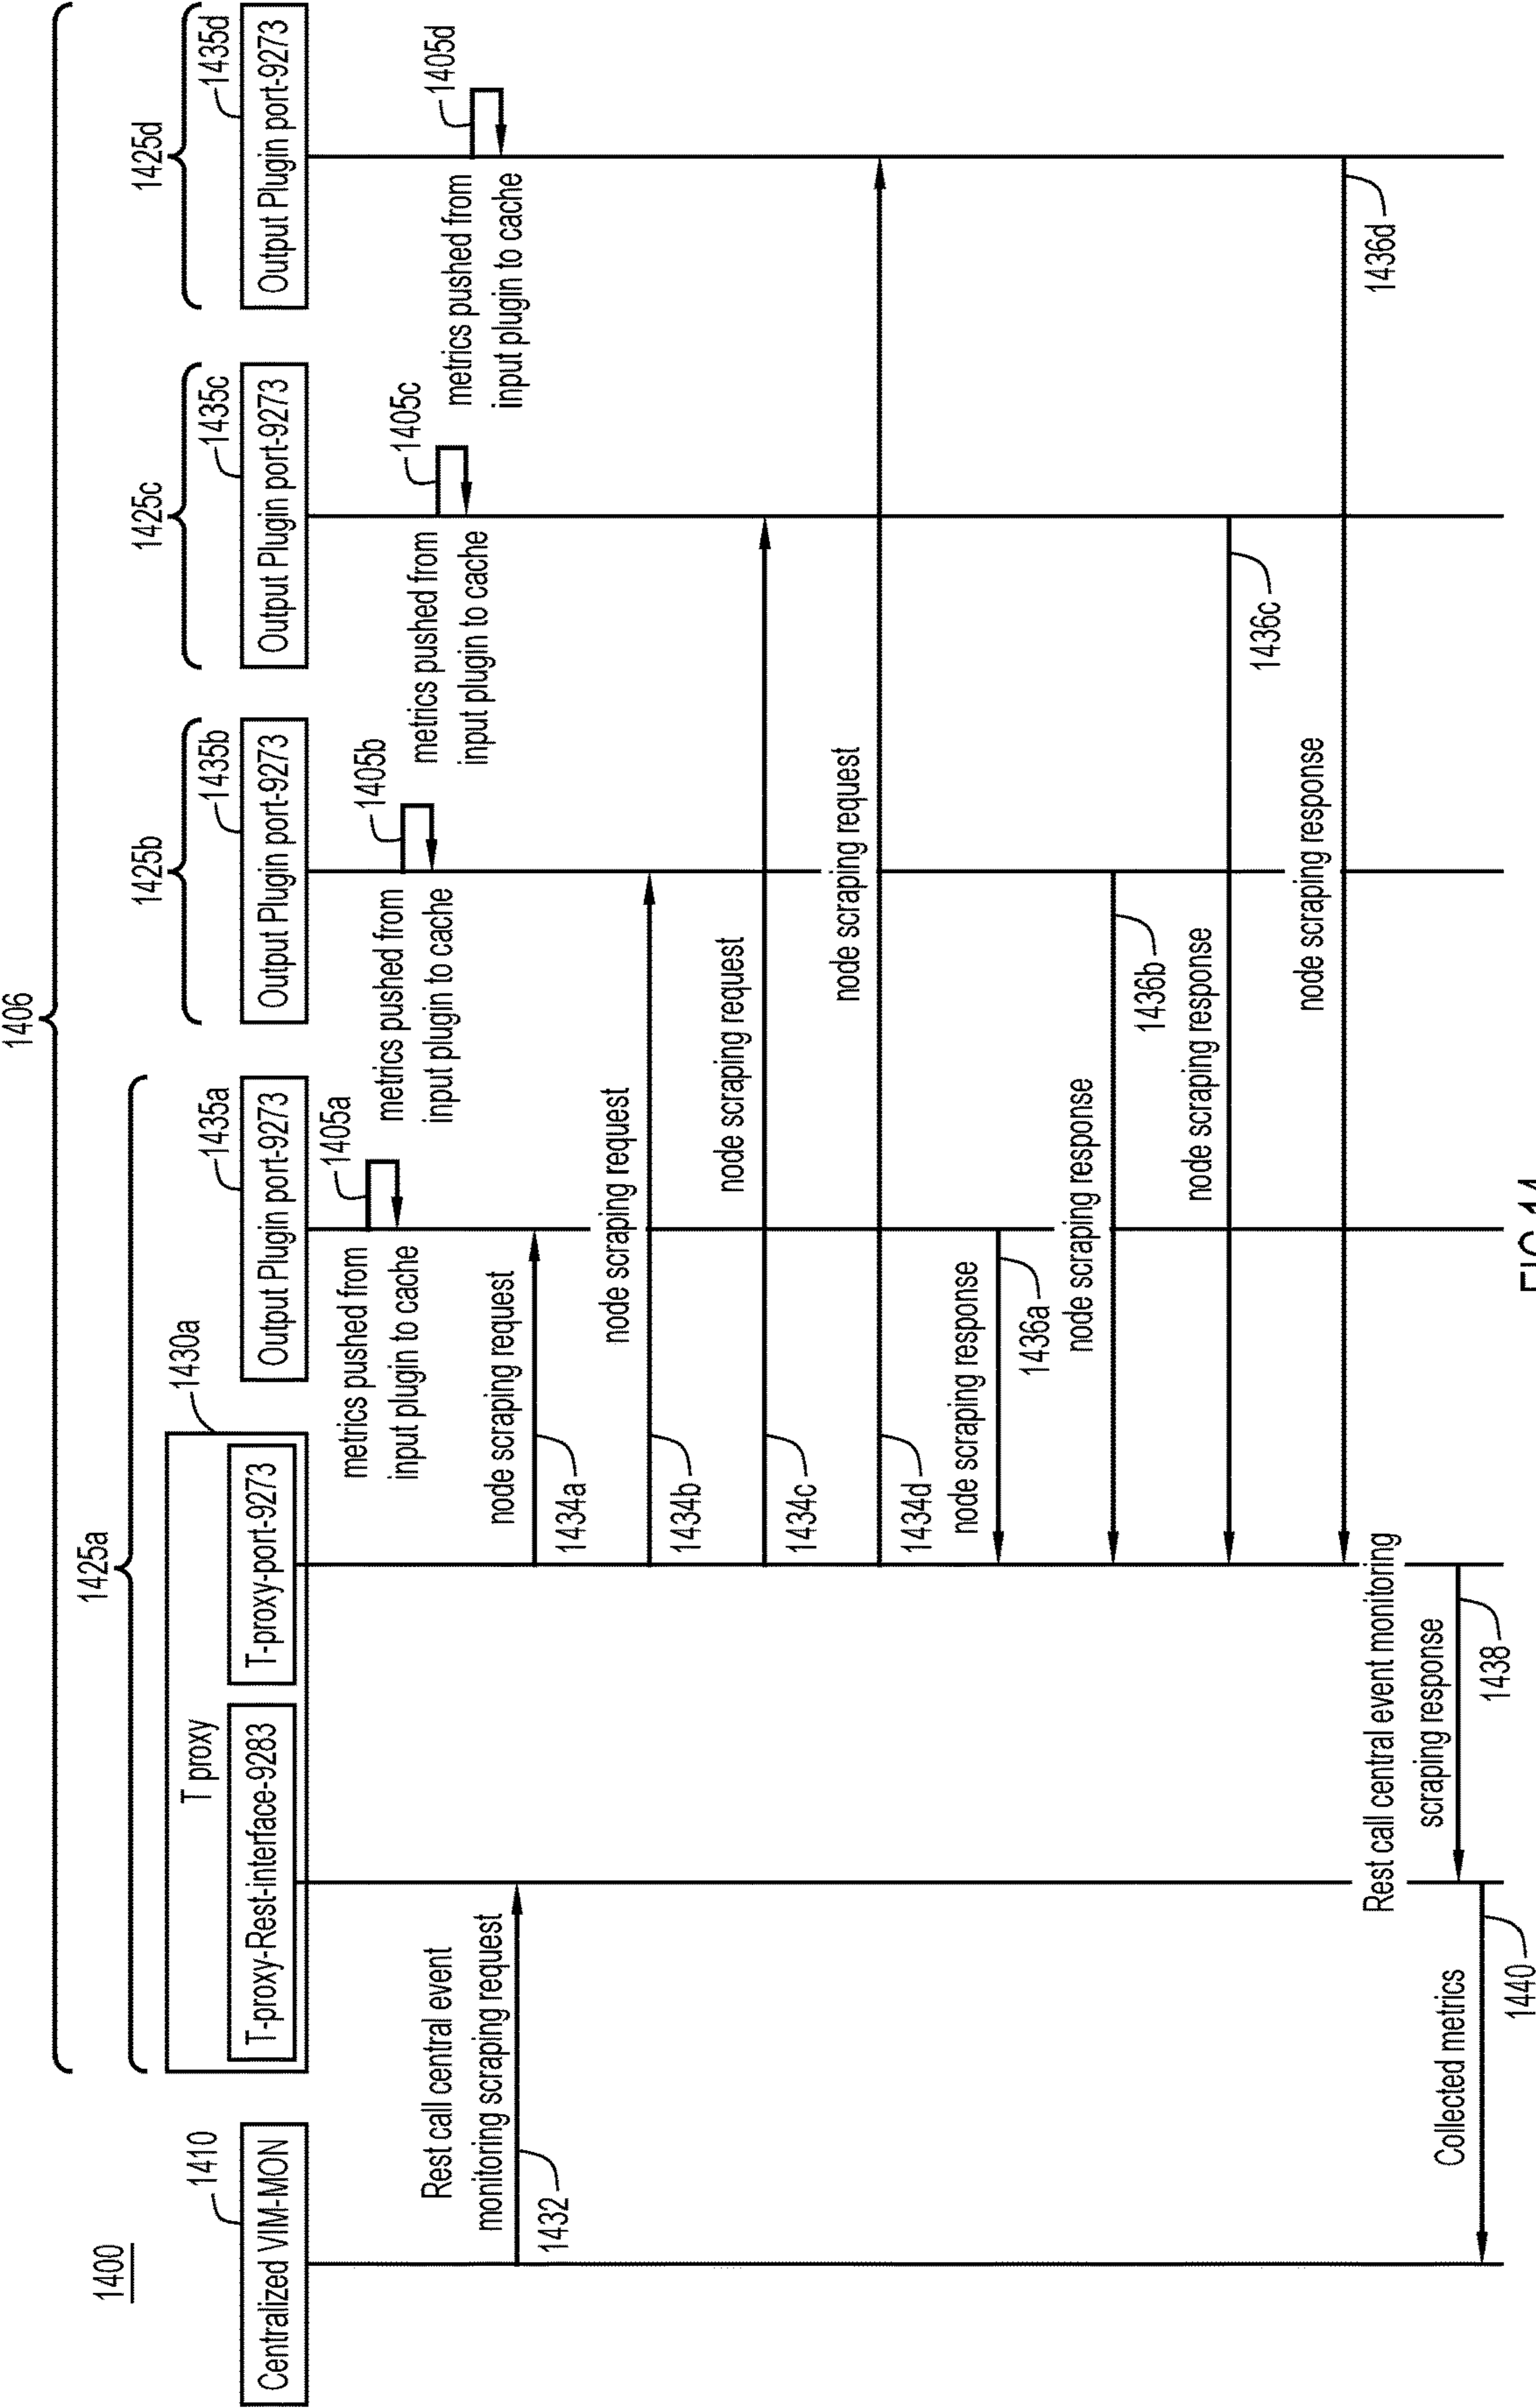 1400
1406
1425a
1425b
1425c
1425d
1410
Centralized VIM-MON
1430a
T proxy
T-proxy-Rest-interface-9283
T-proxy-port-9273
1435a
Output Plugin port-9273
1435b
Output Plugin port-9273
1435c
Output Plugin port-9273
1435d
Output Plugin port-9273
1405a
metrics pushed from
input plugin to cache
1405b
metrics pushed from
input plugin to cache
1405c
metrics pushed from
input plugin to cache
1405d
metrics pushed from
input plugin to cache
Rest call central event
monitoring scraping request
1432
node scraping request
1434a
node scraping request
1434b
node scraping request
1434c
node scraping request
1434d
node scraping response
1436a
node scraping response
1436b
node scraping response
1436c
node scraping response
1436d
Rest call central event monitoring
scraping response
1438
Collected metrics
1440